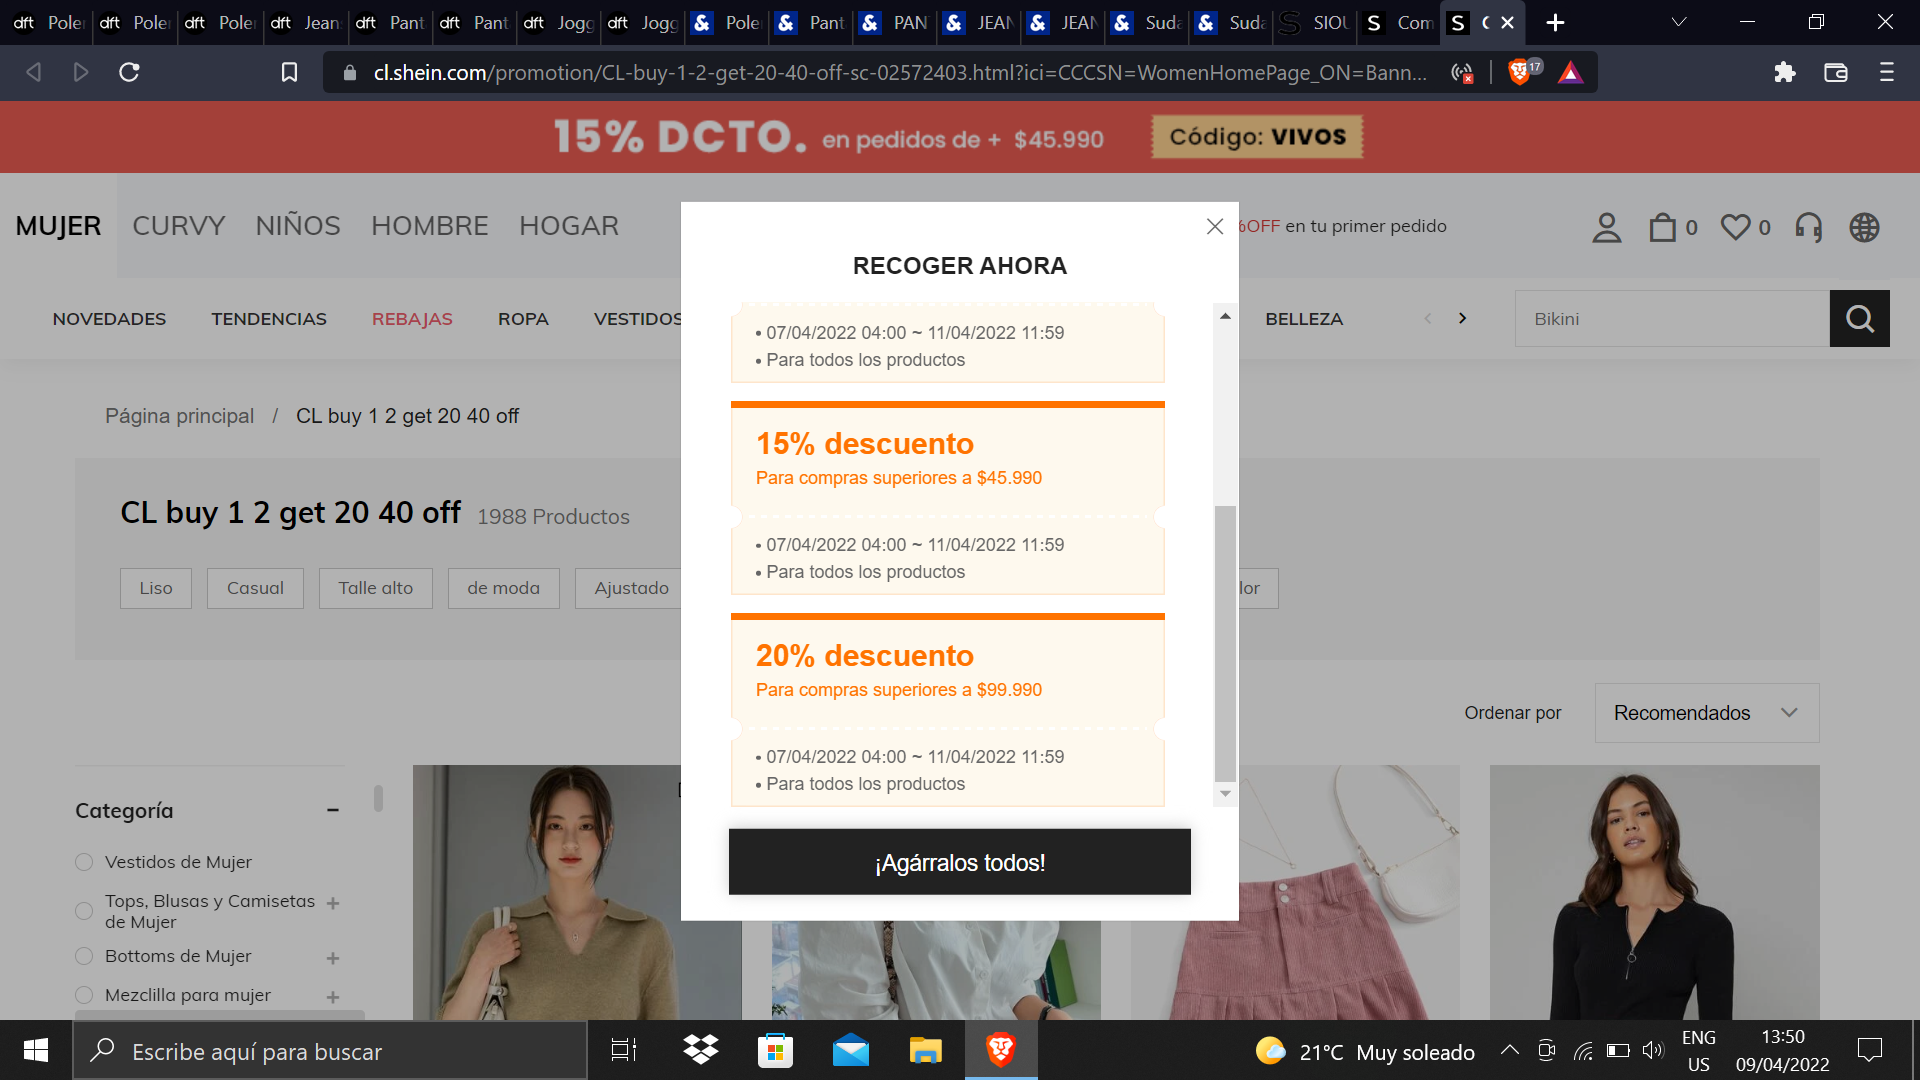 dft Poler
dft Poler
dft Poler
dft Jeans
dft Pant
dft Pant
dft Jogg
dft Jogg
& Poler
& Pant
& PAN
& JEAN
& JEAN
& Suda
& Suda
S SIOU
S Com
S
cl.shein.com/promotion/CL-buy-1-2-get-20-40-off-sc-02572403.html?ici=CCCSN=WomenHomePage_ON=Bann...
17
15% DCTO. en pedidos de + $45.990 Código: VIVOS
MUJER CURVY NIÑOS HOMBRE HOGAR
%OFF en tu primer pedido
0 0
NOVEDADES TENDENCIAS REBAJAS ROPA VESTIDOS BELLEZA
Bikini
Página principal / CL buy 1 2 get 20 40 off
CL buy 1 2 get 20 40 off 1988 Productos
Liso Casual Talle alto de moda Ajustado lor
Ordenar por Recomendados
Categoría
Vestidos de Mujer
Tops, Blusas y Camisetas
de Mujer
Bottoms de Mujer
Mezclilla para mujer
RECOGER AHORA
• 07/04/2022 04:00 ~ 11/04/2022 11:59
• Para todos los productos
15% descuento
Para compras superiores a $45.990
• 07/04/2022 04:00 ~ 11/04/2022 11:59
• Para todos los productos
20% descuento
Para compras superiores a $99.990
• 07/04/2022 04:00 ~ 11/04/2022 11:59
• Para todos los productos
¡Agárralos todos!
Escribe aquí para buscar
21°C Muy soleado
ENG
US
13:50
09/04/2022